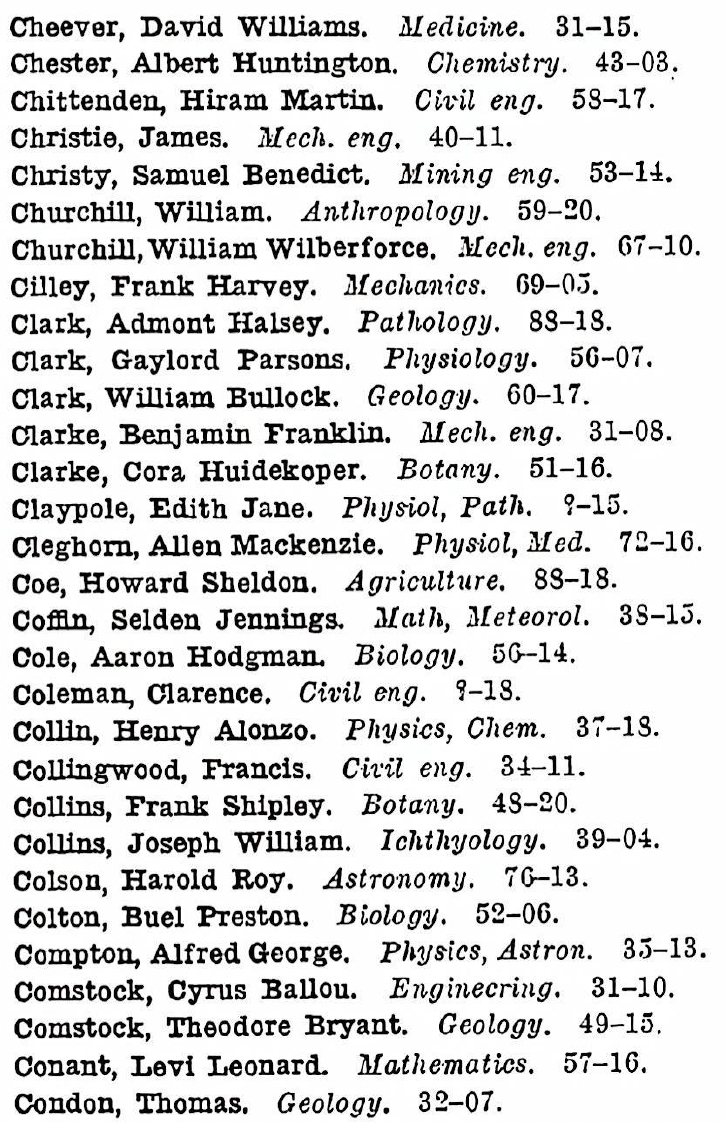 Cheever, David Williams. Medicine. 31–15.
Chester, Albert Huntington. Chemistry. 43–03.
Chittenden, Hiram Martin. Civil eng. 58–17.
Christie, James. Mech. eng. 40–11.
Christy, Samuel Benedict. Mining eng. 53–14.
Churchill, William. Anthropology. 59–20.
Churchill, William Wilberforce. Mech. eng. 67–10.
Cilley, Frank Harvey. Mechanics. 69–05.
Clark, Admont Halsey. Pathology. 88–18.
Clark, Gaylord Parsons. Physiology. 56–07.
Clark, William Bullock. Geology. 60–17.
Clarke, Benjamin Franklin. Mech. eng. 31–08.
Clarke, Cora Huidekoper. Botany. 51–16.
Claypole, Edith Jane. Physiol, Path. ?–15.
Cleghorn, Allen Mackenzie. Physiol, Med. 72–16.
Coe, Howard Sheldon. Agriculture. 88–18.
Coffin, Selden Jennings. Math, Meteorol. 38–15.
Cole, Aaron Hodgman. Biology. 56–14.
Coleman, Clarence. Civil eng. ?–18.
Collin, Henry Alonzo. Physics, Chem. 37–18.
Collingwood, Francis. Civil eng. 34–11.
Collins, Frank Shipley. Botany. 48–20.
Collins, Joseph William. Ichthyology. 39–04.
Colson, Harold Roy. Astronomy. 76–13.
Colton, Buel Preston. Biology. 52–06.
Compton, Alfred George. Physics, Astron. 35–13.
Comstock, Cyrus Ballou. Engineering. 31–10.
Comstock, Theodore Bryant. Geology. 49–15.
Conant, Levi Leonard. Mathematics. 57–16.
Condon, Thomas. Geology. 32–07.